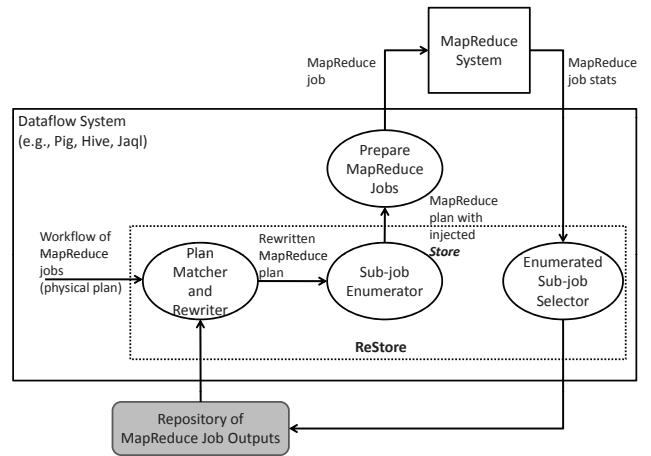 MapReduce
System
MapReduce
job
MapReduce
job stats
Dataflow System
(e.g., Pig, Hive, Jaql)
Prepare
MapReduce
Jobs
MapReduce
plan with
injected
Store
Workflow of
MapReduce
jobs
(physical plan)
Plan
Matcher
and
Rewriter
Rewritten
MapReduce
plan
Sub-job
Enumerator
Enumerated
Sub-job
Selector
ReStore
Repository of
MapReduce Job Outputs